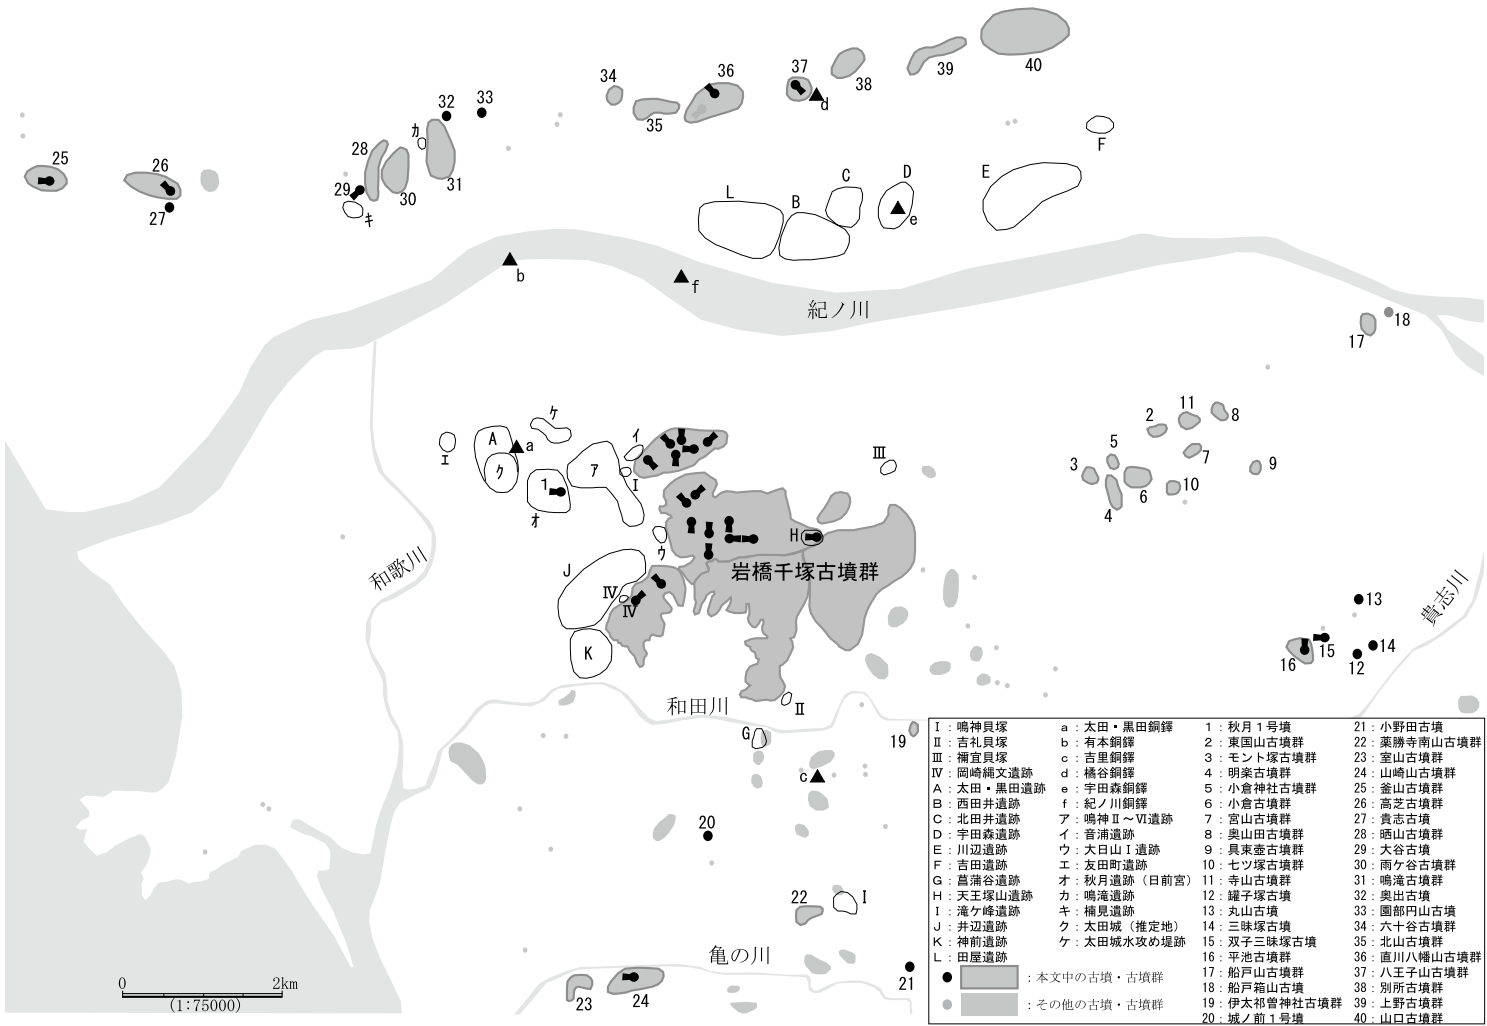 40
37
36
39
38
34
35
d
33
32
カ
F
28
31
30
25
26
29
27
キ
E
D
C
L
B
e
b
f
紀ノ川
18
17
11
8
2
7
5
9
3
6
10
4
ケ
イ
A
a
エ
ク
ア
Ⅰ
Ⅲ
1
オ
H
ウ
岩橋千塚古墳群
和歌川
J
Ⅳ
Ⅳ
K
13
貴志川
14
15
16
12
和田川
Ⅱ
G
19
c
20
22
I
亀の川
21
23
24
0 2km
(1:75000)
Ⅰ：鳴神貝塚
Ⅱ：吉礼貝塚
Ⅲ：禰宜貝塚
Ⅳ：岡崎縄文遺跡
A：太田・黒田遺跡
B：西田井遺跡
C：北田井遺跡
D：宇田森遺跡
E：川辺遺跡
F：吉田遺跡
G：菖蒲谷遺跡
H：天王塚山遺跡
I：滝ケ峰遺跡
J：井辺遺跡
K：神前遺跡
L：田屋遺跡
a：太田・黒田銅鐸
b：有本銅鐸
c：吉里銅鐸
d：橘谷銅鐸
e：宇田森銅鐸
f：紀ノ川銅鐸
ア：鳴神Ⅱ～Ⅵ遺跡
イ：音浦遺跡
ウ：大日山Ⅰ遺跡
エ：友田町遺跡
オ：秋月遺跡（日前宮）
カ：鳴滝遺跡
キ：楠見遺跡
ク：太田城（推定地）
ケ：太田城水攻め堤跡
1：秋月1号墳
2：東国山古墳群
3：モント塚古墳群
4：明楽古墳群
5：小倉神社古墳群
6：小倉古墳群
7：宮山古墳群
8：奥山田古墳群
9：具束壺古墳群
10：七ツ塚古墳群
11：寺山古墳群
12：罐子塚古墳
13：丸山古墳
14：三昧塚古墳
15：双子三昧塚古墳
16：平池古墳群
17：船戸山古墳群
18：船戸箱山古墳
19：伊太祁曽神社古墳群
20：城ノ前1号墳
21：小野田古墳
22：薬勝寺南山古墳群
23：室山古墳群
24：山崎山古墳群
25：釜山古墳群
26：高芝古墳群
27：貴志古墳
28：晒山古墳群
29：大谷古墳
30：雨ケ谷古墳群
31：鳴滝古墳群
32：奥出古墳
33：園部円山古墳
34：六十谷古墳群
35：北山古墳群
36：直川八幡山古墳群
37：八王子山古墳群
38：別所古墳群
39：上野古墳群
40：山口古墳群
：本文中の古墳・古墳群
：その他の古墳・古墳群